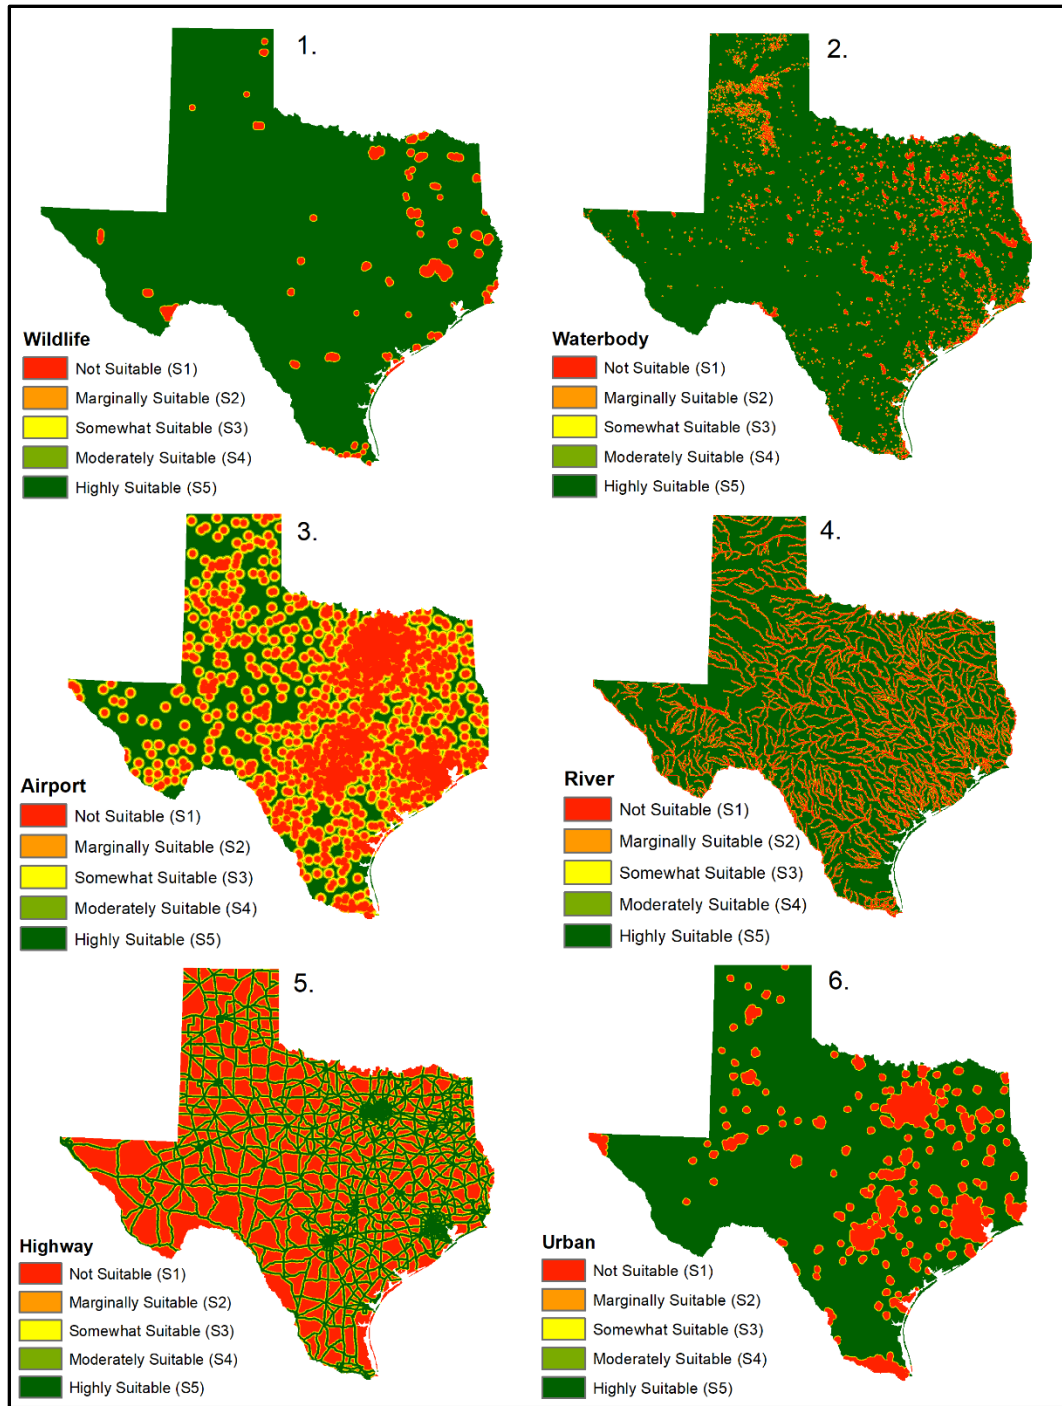 1.
Wildlife
Not Suitable (S1)
Marginally Suitable (S2)
Somewhat Suitable (S3)
Moderately Suitable (S4)
Highly Suitable (S5)
2.
Waterbody
Not Suitable (S1)
Marginally Suitable (S2)
Somewhat Suitable (S3)
Moderately Suitable (S4)
Highly Suitable (S5)
3.
Airport
Not Suitable (S1)
Marginally Suitable (S2)
Somewhat Suitable (S3)
Moderately Suitable (S4)
Highly Suitable (S5)
4.
River
Not Suitable (S1)
Marginally Suitable (S2)
Somewhat Suitable (S3)
Moderately Suitable (S4)
Highly Suitable (S5)
5.
Highway
Not Suitable (S1)
Marginally Suitable (S2)
Somewhat Suitable (S3)
Moderately Suitable (S4)
Highly Suitable (S5)
6.
Urban
Not Suitable (S1)
Marginally Suitable (S2)
Somewhat Suitable (S3)
Moderately Suitable (S4)
Highly Suitable (S5)